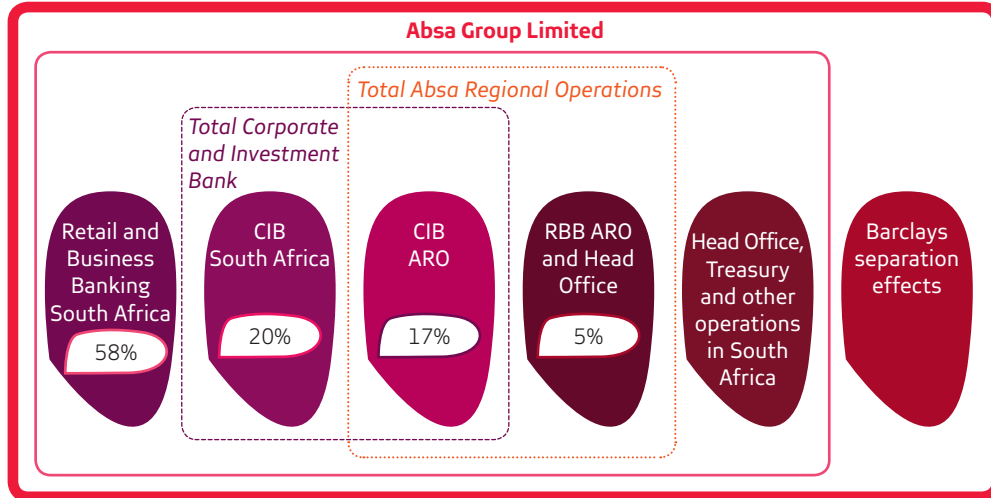 Absa Group Limited
Total Absa Regional Operations
Total Corporate
and Investment
Bank
Retail and
Business
Banking
South Africa
58%
CIB
South Africa
20%
CIB
ARO
17%
RBB ARO
and Head
Office
5%
Head Office,
Treasury
and other
operations
in South
Africa
Barclays
separation
effects